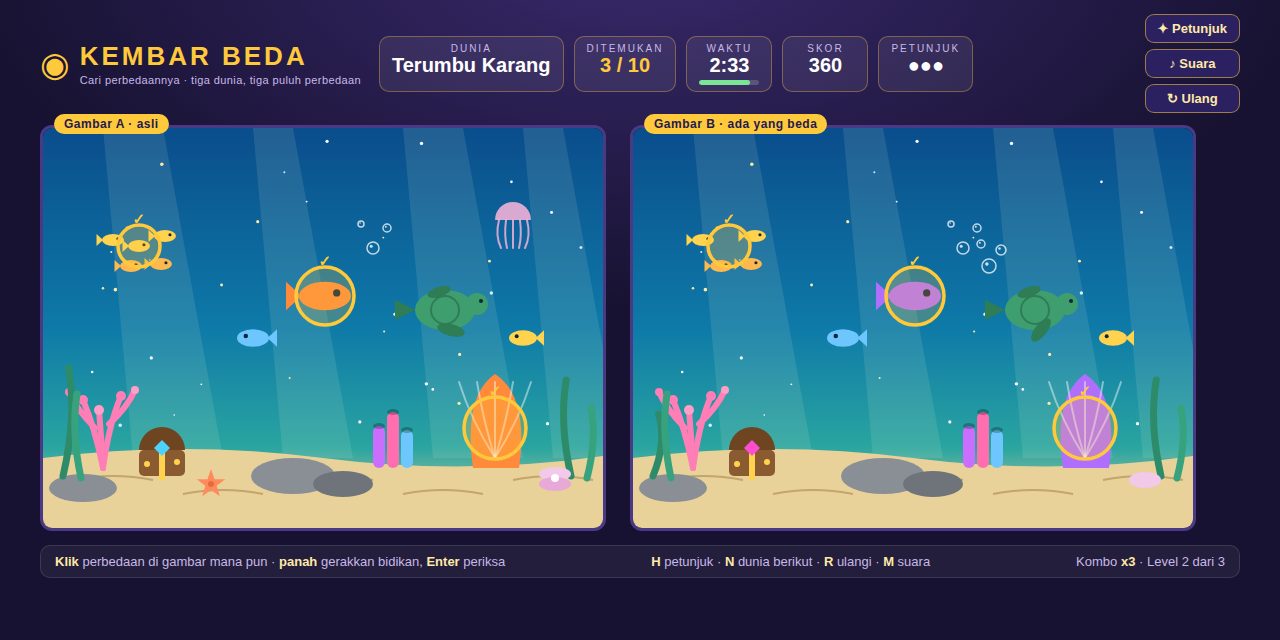 KEMBAR BEDA
Cari perbedaannya · tiga dunia, tiga puluh perbedaan
DUNIA
Terumbu Karang
DITEMUKAN
3 / 10
WAKTU
2:33
SKOR
360
PETUNJUK
●●●
✦ Petunjuk
♪ Suara
↻ Ulang
Gambar A · asli
Gambar B · ada yang beda
Klik perbedaan di gambar mana pun · panah gerakkan bidikan, Enter periksa
H petunjuk · N dunia berikut · R ulangi · M suara
Kombo x3 · Level 2 dari 3